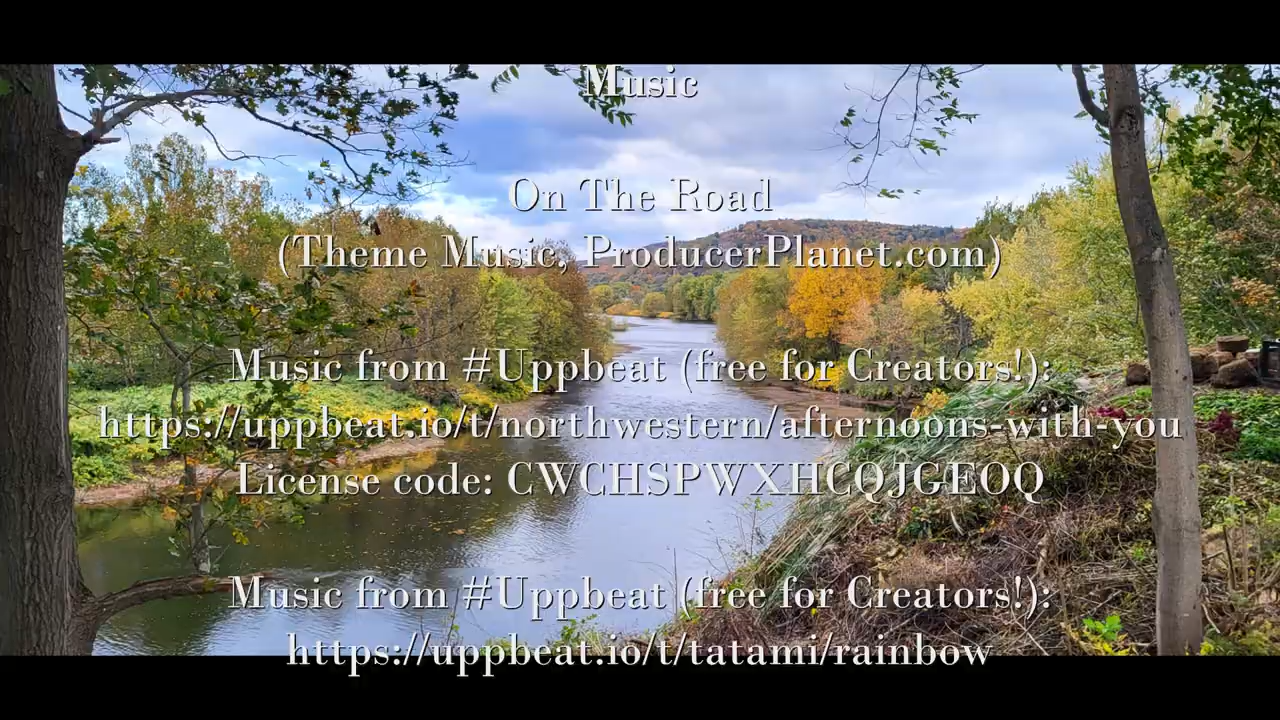 Music
On The Road
(Theme Music, ProducerPlanet.com)
Music from #Uppbeat (free for Creators!):
https://uppbeat.io/t/northwestern/afternoons-with-you
License code: CWCHSPWXHCQJGEOQ
Music from #Uppbeat (free for Creators!):
https://uppbeat.io/t/tatami/rainbow